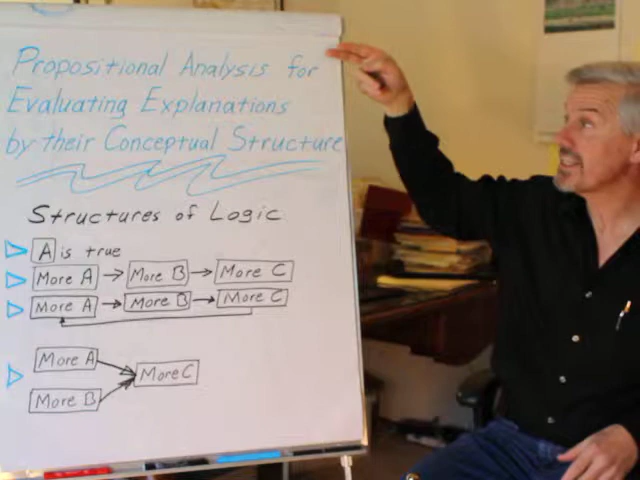 Propositional Analysis for
Evaluating Explanations
by their Conceptual Structure
Structures of Logic
A is true
More A → More B → More C
More A → More B → More C
More A
More C
More B